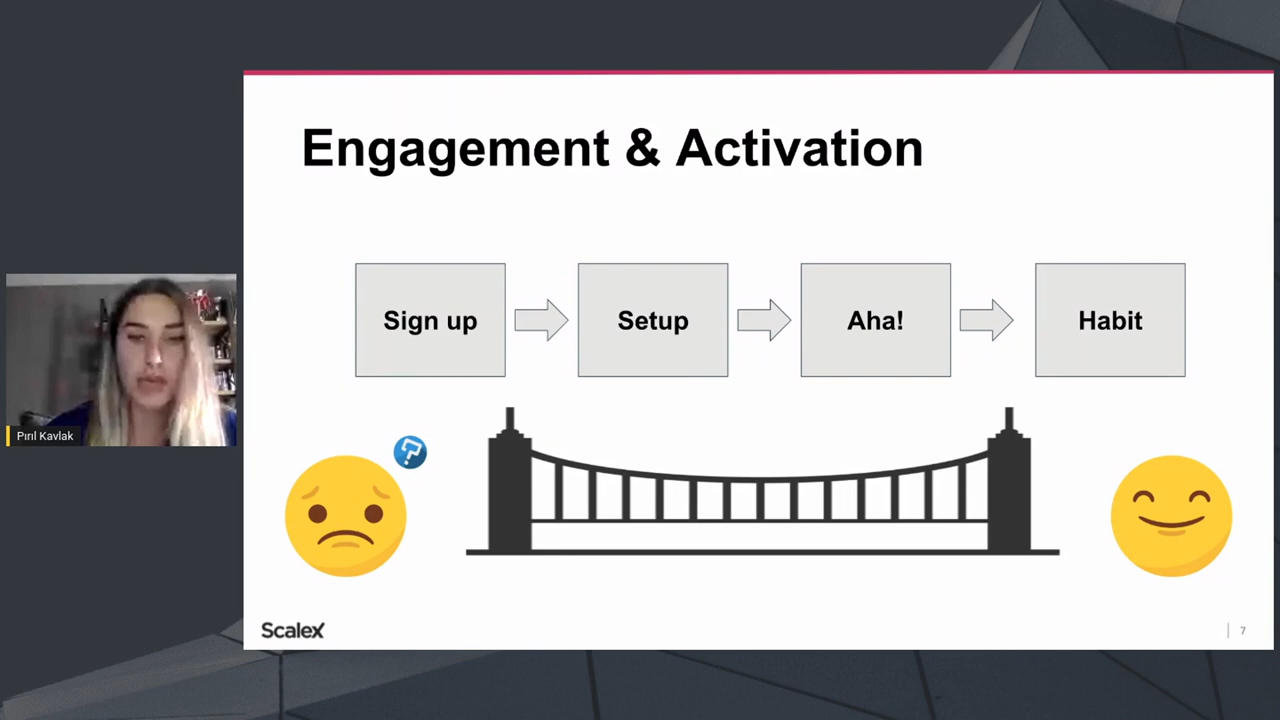 Engagement & Activation
Sign up
Setup
Aha!
Habit
?
Pırıl Kavlak
Scalex
7